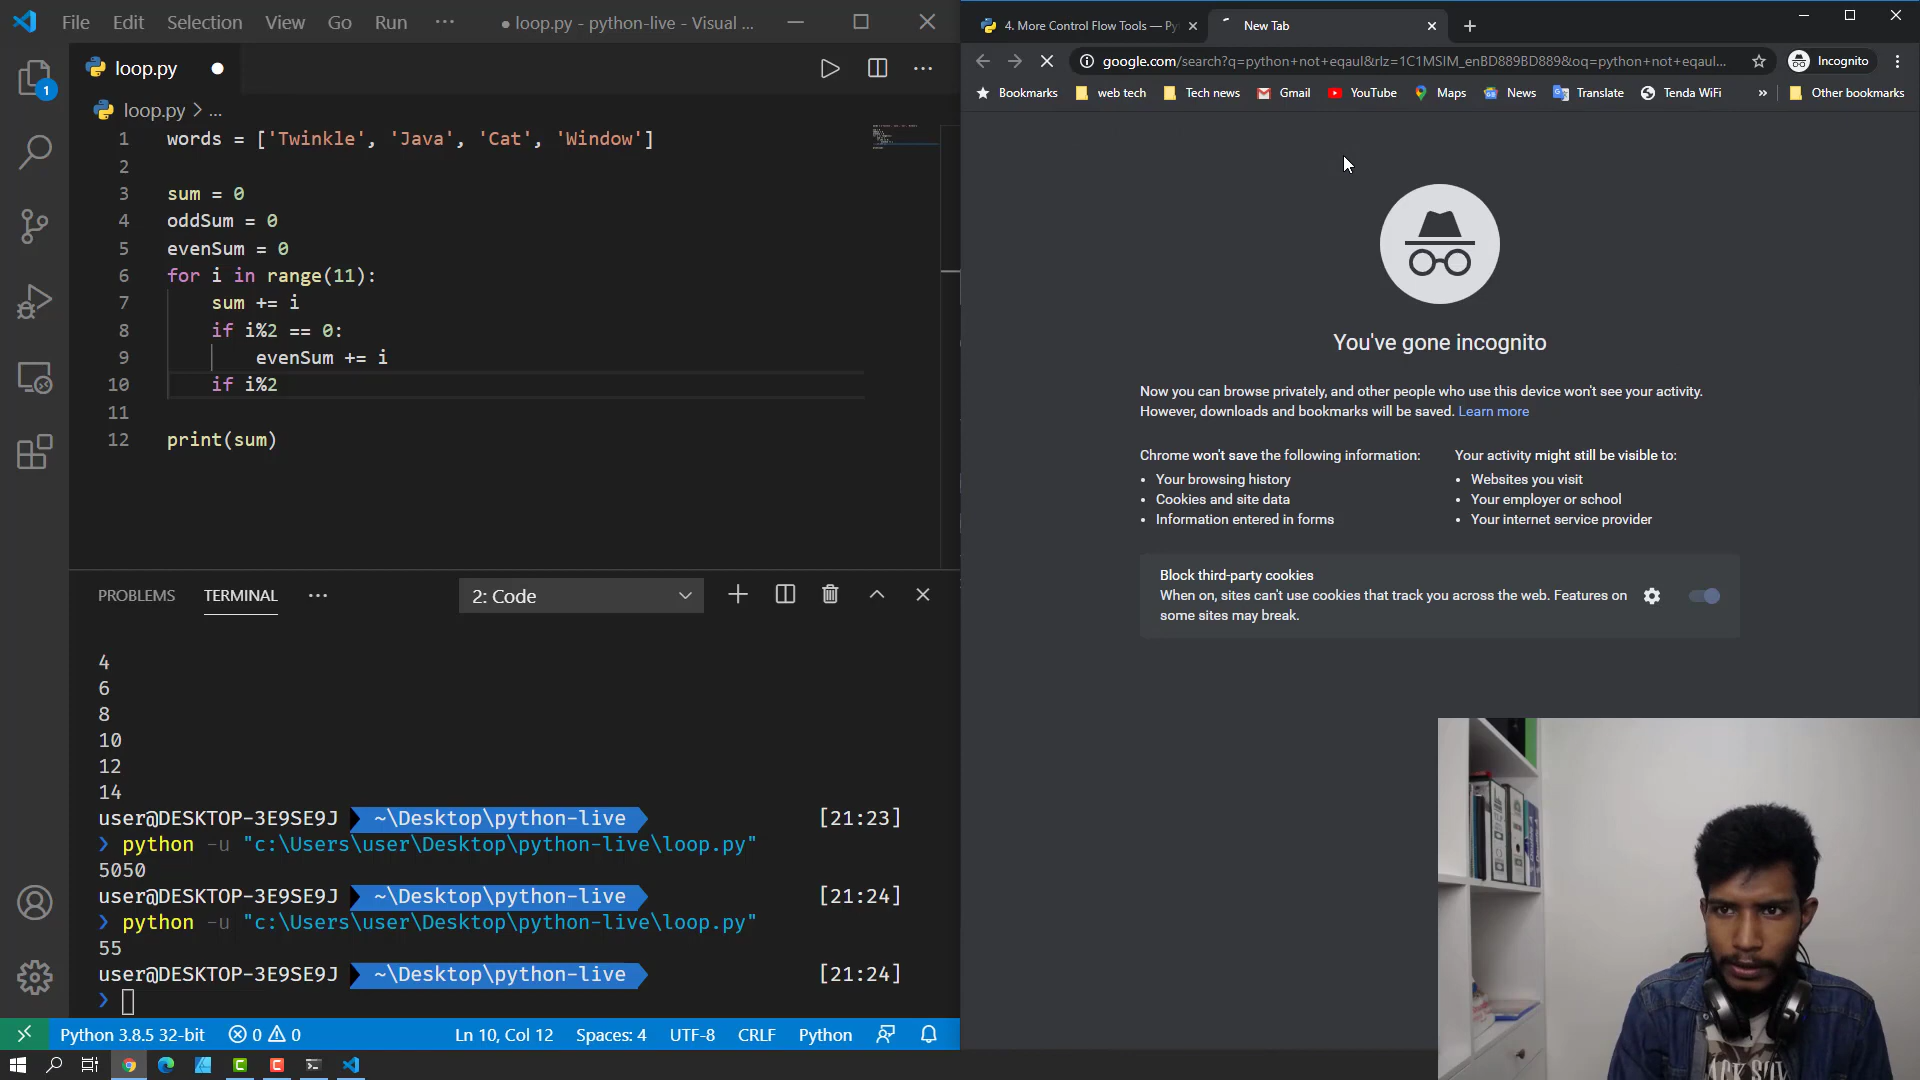 File Edit Selection View Go Run ··· ● loop.py - python-live - Visual ...
loop.py ●
loop.py > ...
1 words = ['Twinkle', 'Java', 'Cat', 'Window']
2
3 sum = 0
4 oddSum = 0
5 evenSum = 0
6 for i in range(11):
7 sum += i
8 if i%2 == 0:
9 evenSum += i
10 if i%2
11
12 print(sum)
1
PROBLEMS TERMINAL ··· 2: Code
4
6
8
10
12
14
user@DESKTOP-3E9SE9J ~\Desktop\python-live [21:23]
❯ python -u "c:\Users\user\Desktop\python-live\loop.py"
5050
user@DESKTOP-3E9SE9J ~\Desktop\python-live [21:24]
❯ python -u "c:\Users\user\Desktop\python-live\loop.py"
55
user@DESKTOP-3E9SE9J ~\Desktop\python-live [21:24]
❯
Python 3.8.5 32-bit 0 0 Ln 10, Col 12 Spaces: 4 UTF-8 CRLF Python
4. More Control Flow Tools — Py New Tab
google.com/search?q=python+not+eqaul&rlz=1C1MSIM_enBD889BD889&oq=python+not+eqaul... Incognito
Bookmarks web tech Tech news Gmail YouTube Maps News Translate Tenda WiFi » Other bookmarks
You've gone incognito
Now you can browse privately, and other people who use this device won't see your activity.
However, downloads and bookmarks will be saved. Learn more
Chrome won't save the following information:
• Your browsing history
• Cookies and site data
• Information entered in forms
Your activity might still be visible to:
• Websites you visit
• Your employer or school
• Your internet service provider
Block third-party cookies
When on, sites can't use cookies that track you across the web. Features on
some sites may break.